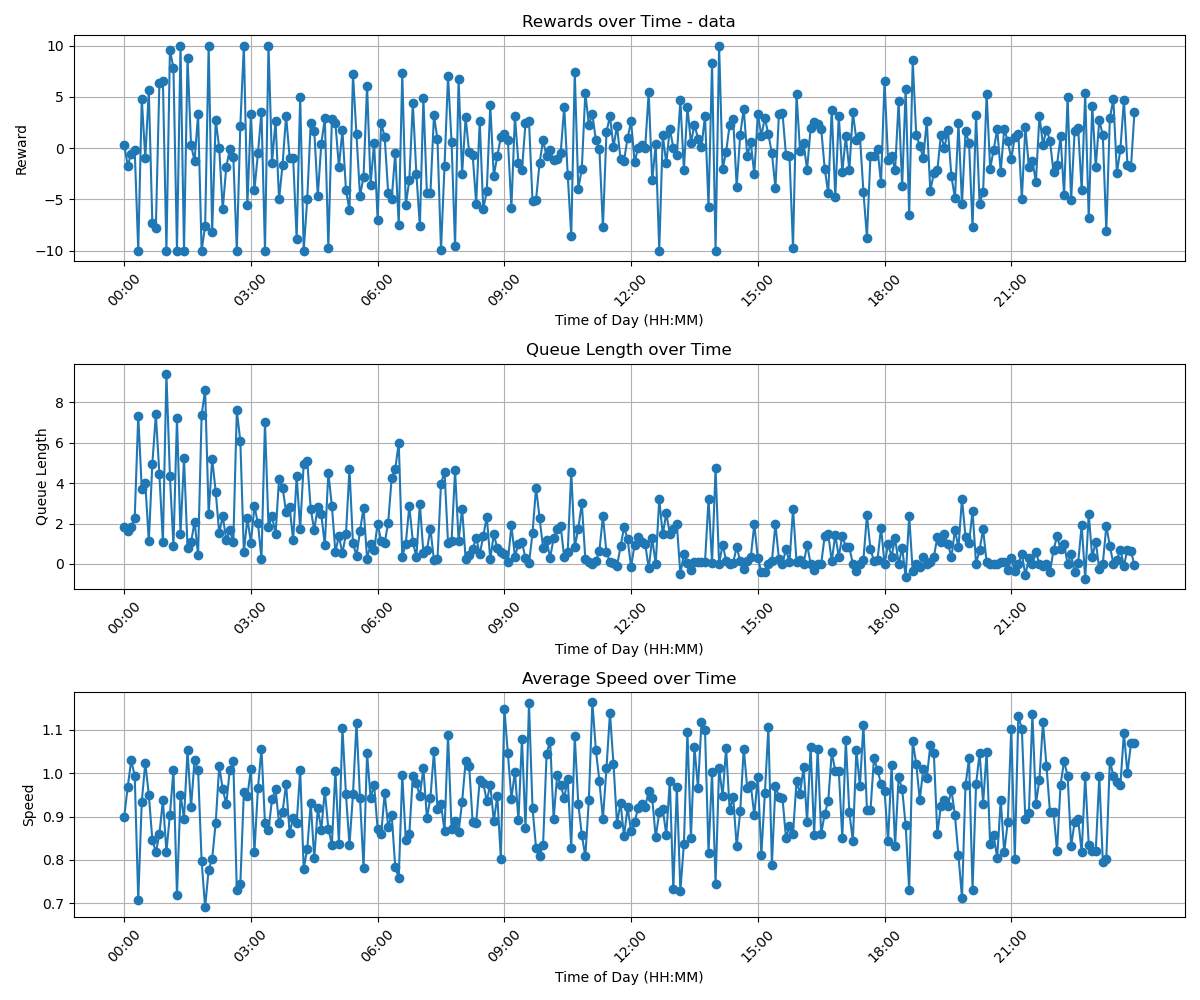 Rewards over Time - data
Reward
10
5
0
−5
−10
00:00 03:00 06:00 09:00 12:00 15:00 18:00 21:00
Time of Day (HH:MM)
Queue Length over Time
Queue Length
8
6
4
2
0
00:00 03:00 06:00 09:00 12:00 15:00 18:00 21:00
Time of Day (HH:MM)
Average Speed over Time
Speed
1.1
1.0
0.9
0.8
0.7
00:00 03:00 06:00 09:00 12:00 15:00 18:00 21:00
Time of Day (HH:MM)